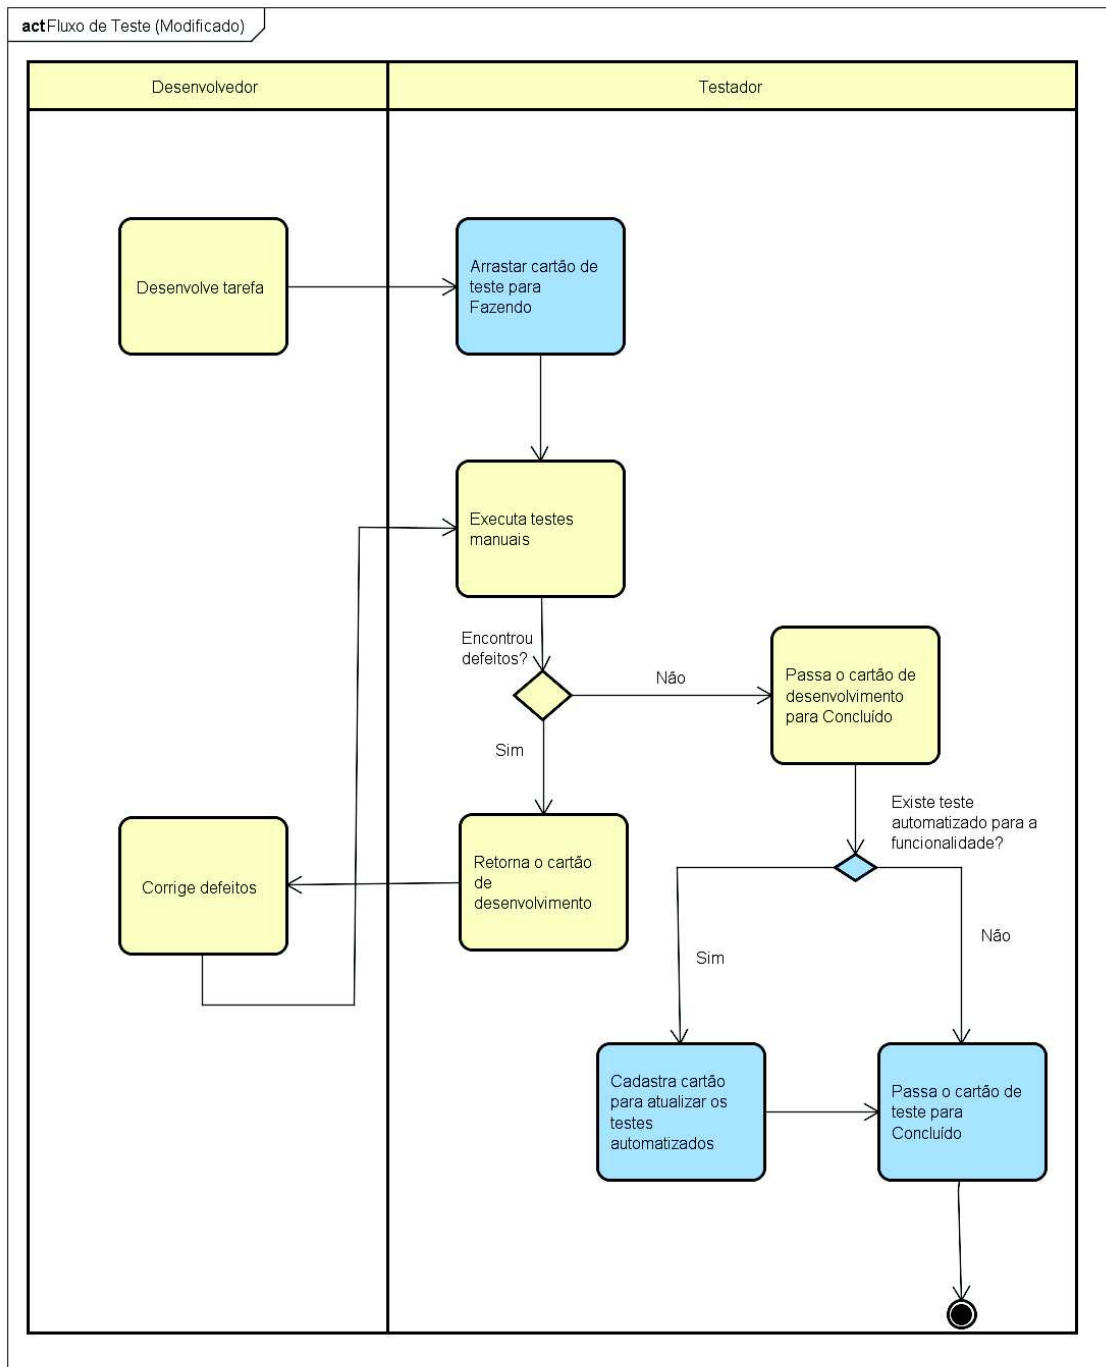 act Fluxo de Teste (Modificado)
Desenvolvedor
Testador
Desenvolve tarefa
Arrastar cartão de
teste para
Fazendo
Executa testes
manuais
Encontrou
defeitos?
Não
Passa o cartão de
desenvolvimento
para Concluído
Sim
Existe teste
automatizado para a
funcionalidade?
Corrige defeitos
Retorna o cartão
de
desenvolvimento
Não
Sim
Cadastra cartão
para atualizar os
testes
automatizados
Passa o cartão de
teste para
Concluído